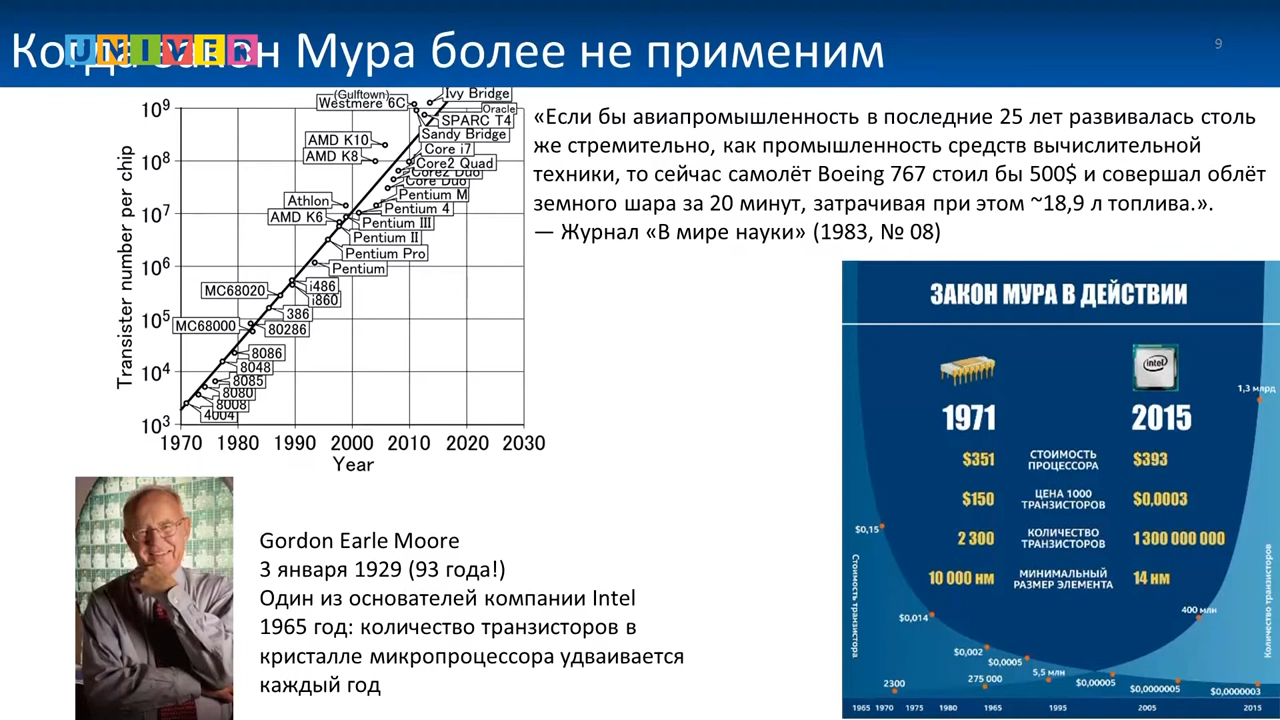 Когда закон Мура более не применим
UNIVER
9
Transister number per chip
10⁹
10⁸
10⁷
10⁶
10⁵
10⁴
10³
1970 1980 1990 2000 2010 2020 2030
Year
Ivy Bridge
(Gulftown)
Westmere 6C
Oracle
SPARC T4
Sandy Bridge
AMD K10
Core i7
AMD K8
Core2 Quad
Core2 Duo
Core Duo
Pentium M
Athlon
Pentium 4
AMD K6
Pentium III
Pentium II
Pentium Pro
Pentium
i486
MC68020
i860
386
MC68000
80286
8086
8048
8085
8080
8008
4004
«Если бы авиапромышленность в последние 25 лет развивалась столь
же стремительно, как промышленность средств вычислительной
техники, то сейчас самолёт Boeing 767 стоил бы 500$ и совершал облёт
земного шара за 20 минут, затрачивая при этом ~18,9 л топлива.».
— Журнал «В мире науки» (1983, № 08)
Gordon Earle Moore
3 января 1929 (93 года!)
Один из основателей компании Intel
1965 год: количество транзисторов в
кристалле микропроцессора удваивается
каждый год
ЗАКОН МУРА В ДЕЙСТВИИ
intel
1971 2015
$351 СТОИМОСТЬ ПРОЦЕССОРА $393
$150 ЦЕНА 1000 ТРАНЗИСТОРОВ $0,0003
2 300 КОЛИЧЕСТВО ТРАНЗИСТОРОВ 1 300 000 000
10 000 нм МИНИМАЛЬНЫЙ РАЗМЕР ЭЛЕМЕНТА 14 нм
1,3 млрд
$0,15
Стоимость транзистора
Количество транзисторов
400 млн
$0,014
$0,002
$0,0005
5,5 млн
2300
275 000
$0,00005
$0,0000005
$0,0000003
1965 1970 1975 1980 1965 1995 2005 2015